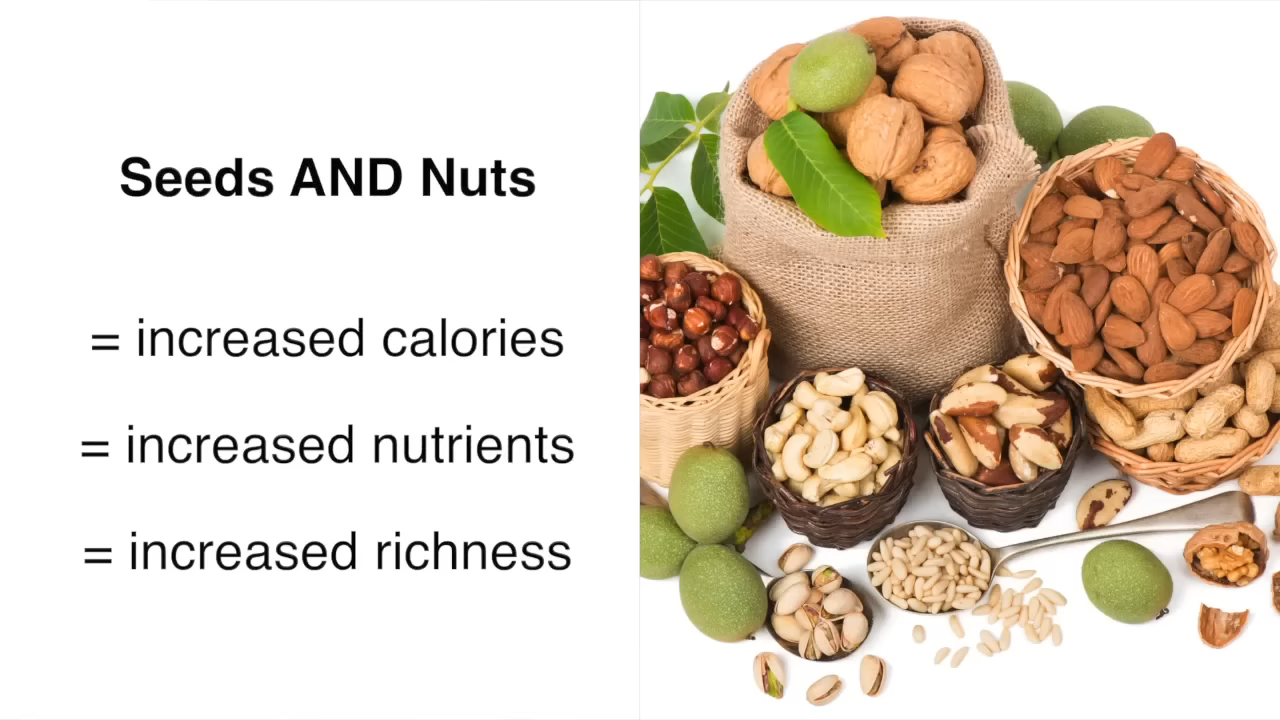 Seeds AND Nuts
= increased calories
= increased nutrients
= increased richness